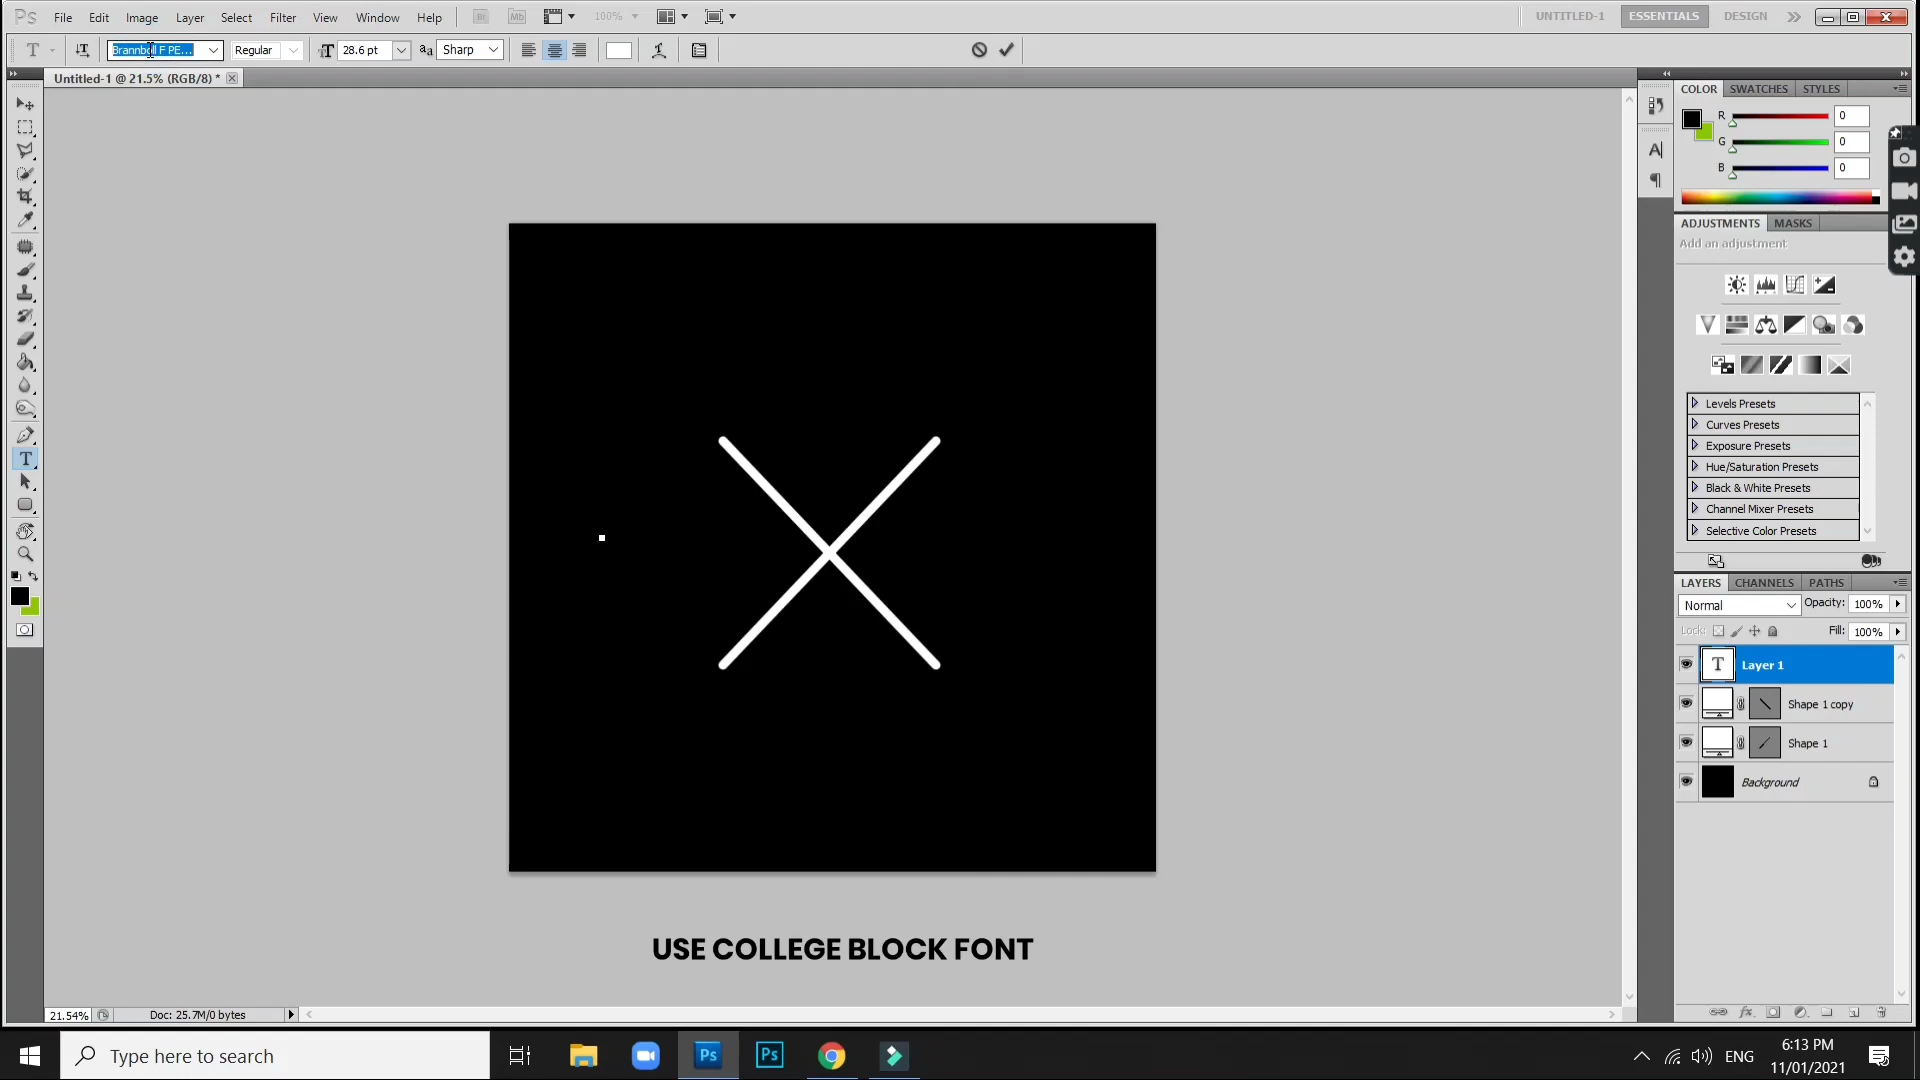 Ps File Edit Image Layer Select Filter View Window Help Br Mb 100% UNTITLED-1 ESSENTIALS DESIGN
T Brannboll F PE... Regular T 28.6 pt aa Sharp
Untitled-1 @ 21.5% (RGB/8) *
COLOR SWATCHES STYLES
R 0
G 0
B 0
ADJUSTMENTS MASKS
Add an adjustment
Levels Presets
Curves Presets
Exposure Presets
Hue/Saturation Presets
Black & White Presets
Channel Mixer Presets
Selective Color Presets
LAYERS CHANNELS PATHS
Normal Opacity: 100%
Lock: Fill: 100%
T Layer 1
Shape 1 copy
Shape 1
Background
USE COLLEGE BLOCK FONT
21.54% Doc: 25.7M/0 bytes
Type here to search Ps Ps ENG 6:13 PM
11/01/2021